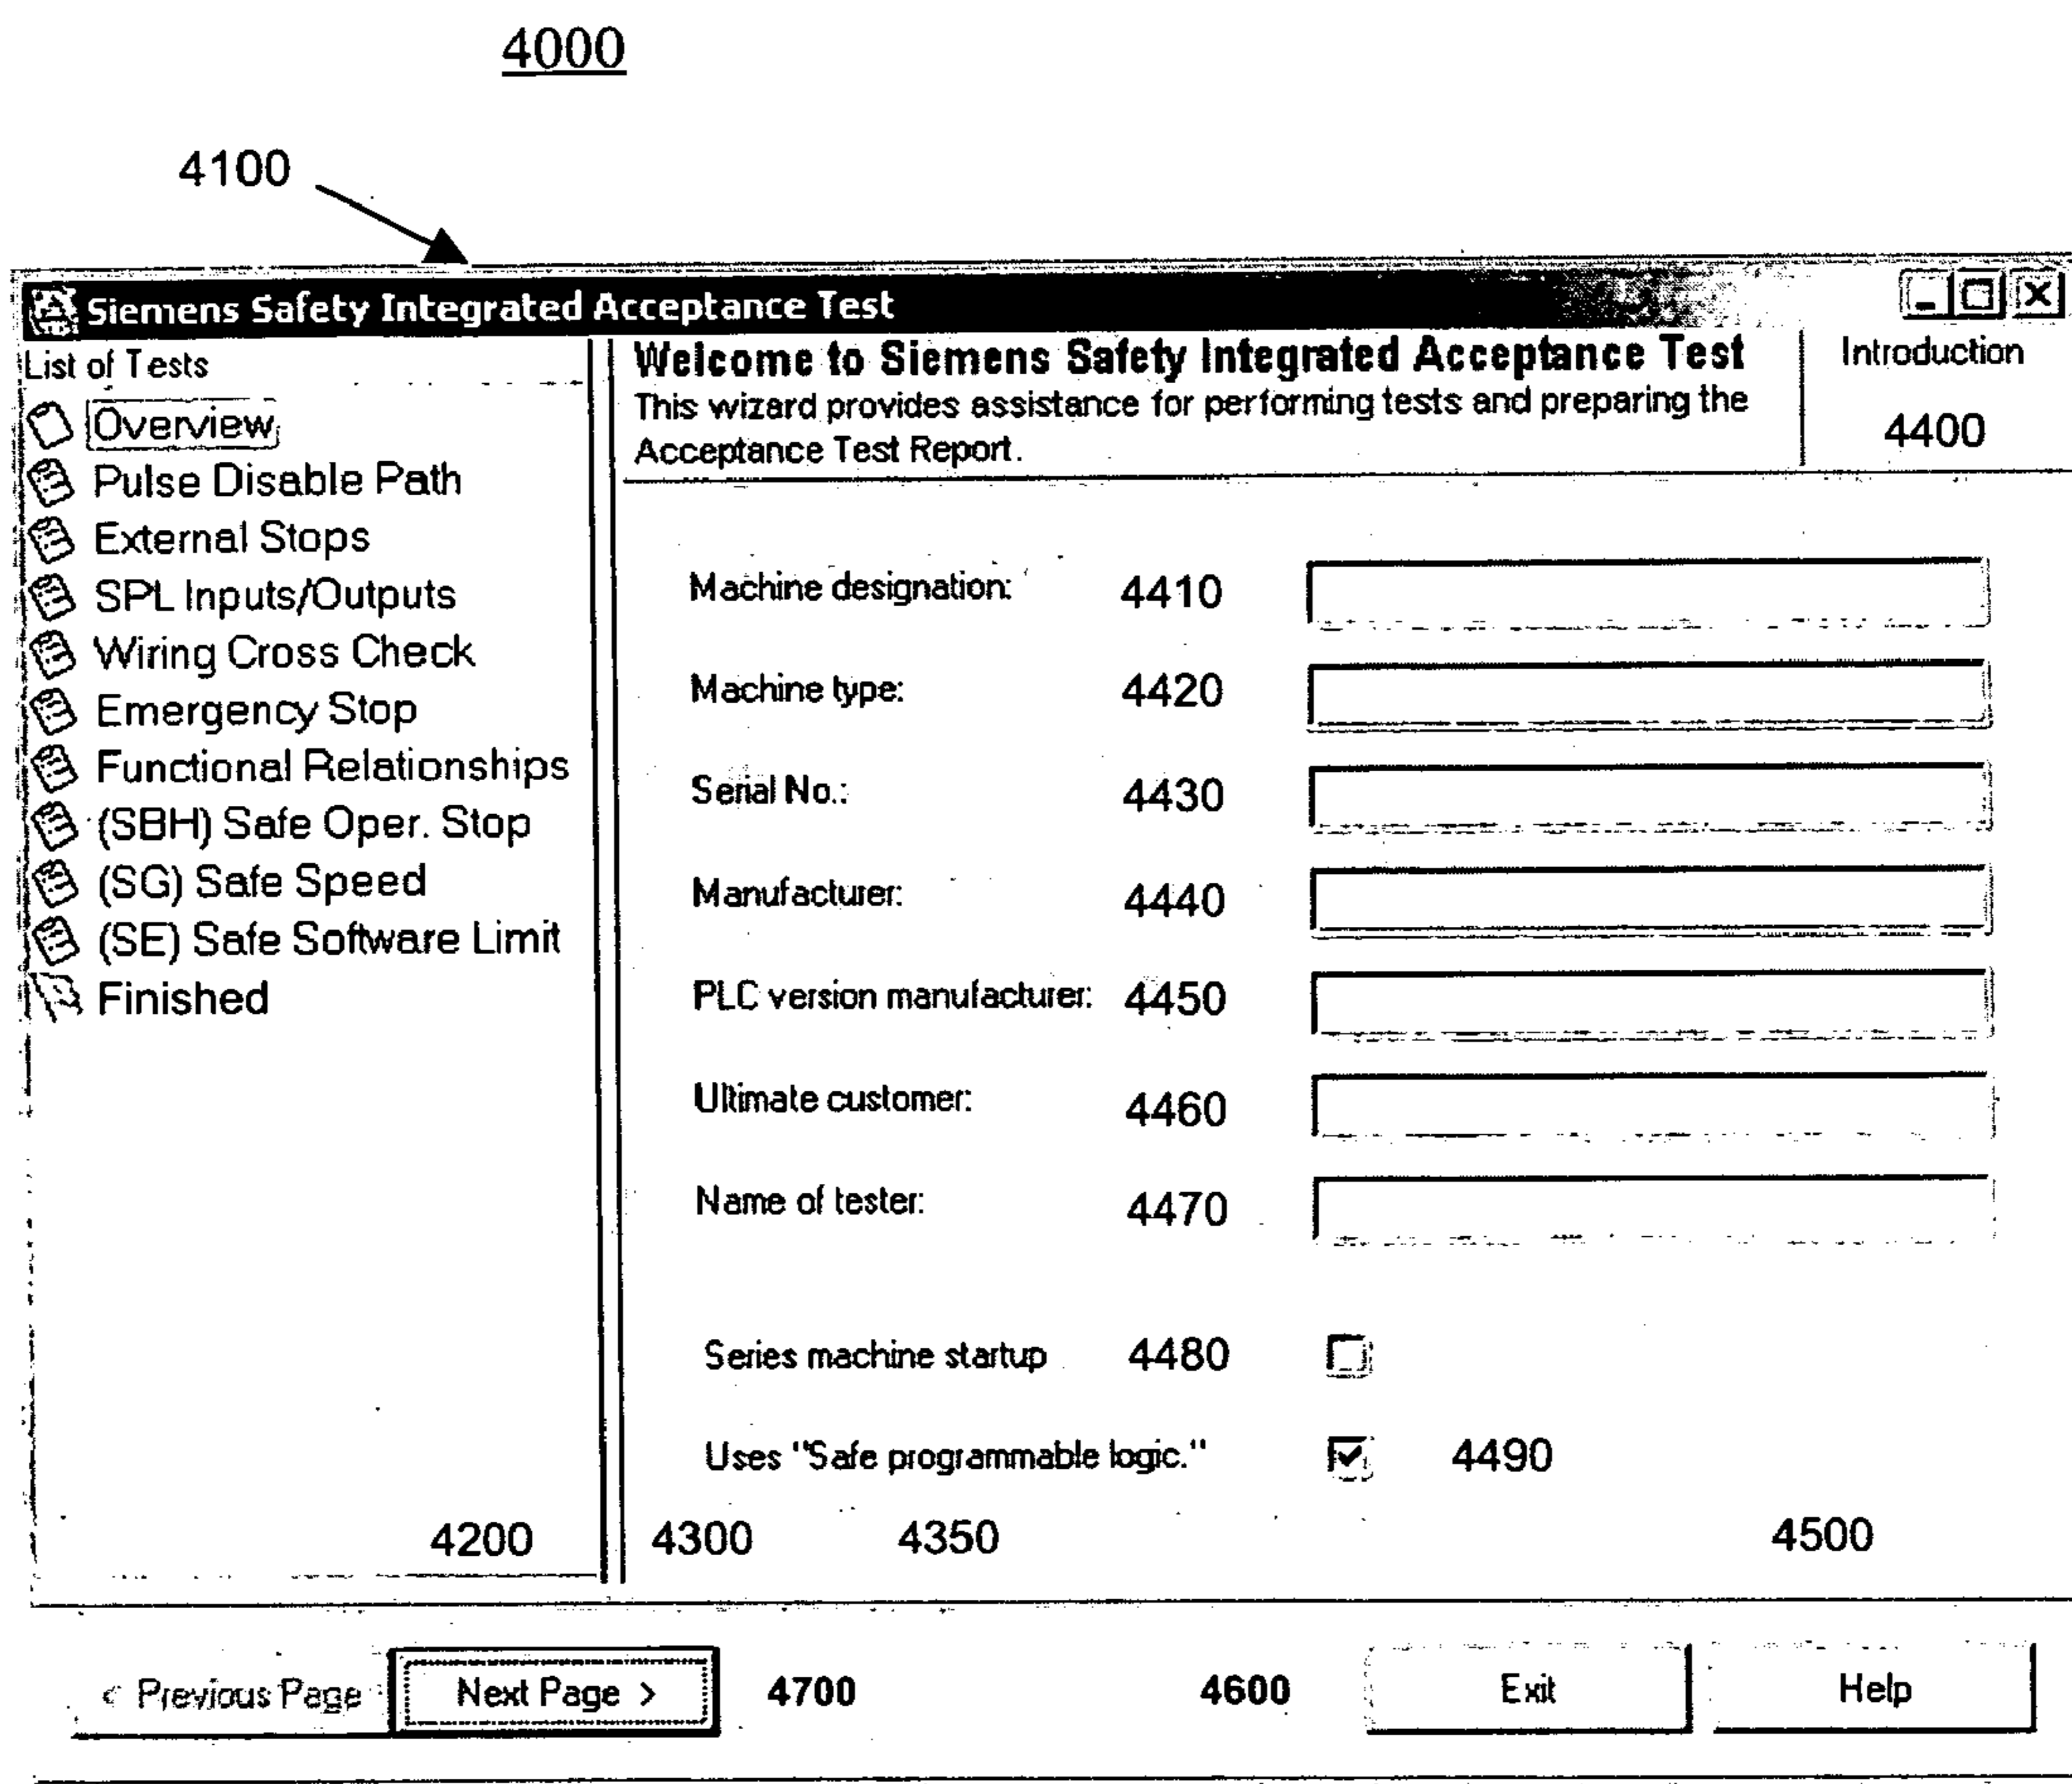 4000
4100
Siemens Safety Integrated Acceptance Test
List of Tests
Overview
Pulse Disable Path
External Stops
SPL Inputs/Outputs
Wiring Cross Check
Emergency Stop
Functional Relationships
(SBH) Safe Oper. Stop
(SG) Safe Speed
(SE) Safe Software Limit
Finished
4200
Welcome to Siemens Safety Integrated Acceptance Test
This wizard provides assistance for performing tests and preparing the
Acceptance Test Report.
Introduction
4400
Machine designation: 4410
Machine type: 4420
Serial No.: 4430
Manufacturer: 4440
PLC version manufacturer: 4450
Ultimate customer: 4460
Name of tester: 4470
Series machine startup 4480
Uses "Safe programmable logic." 4490
4300 4350 4500
< Previous Page Next Page > 4700 4600 Exit Help